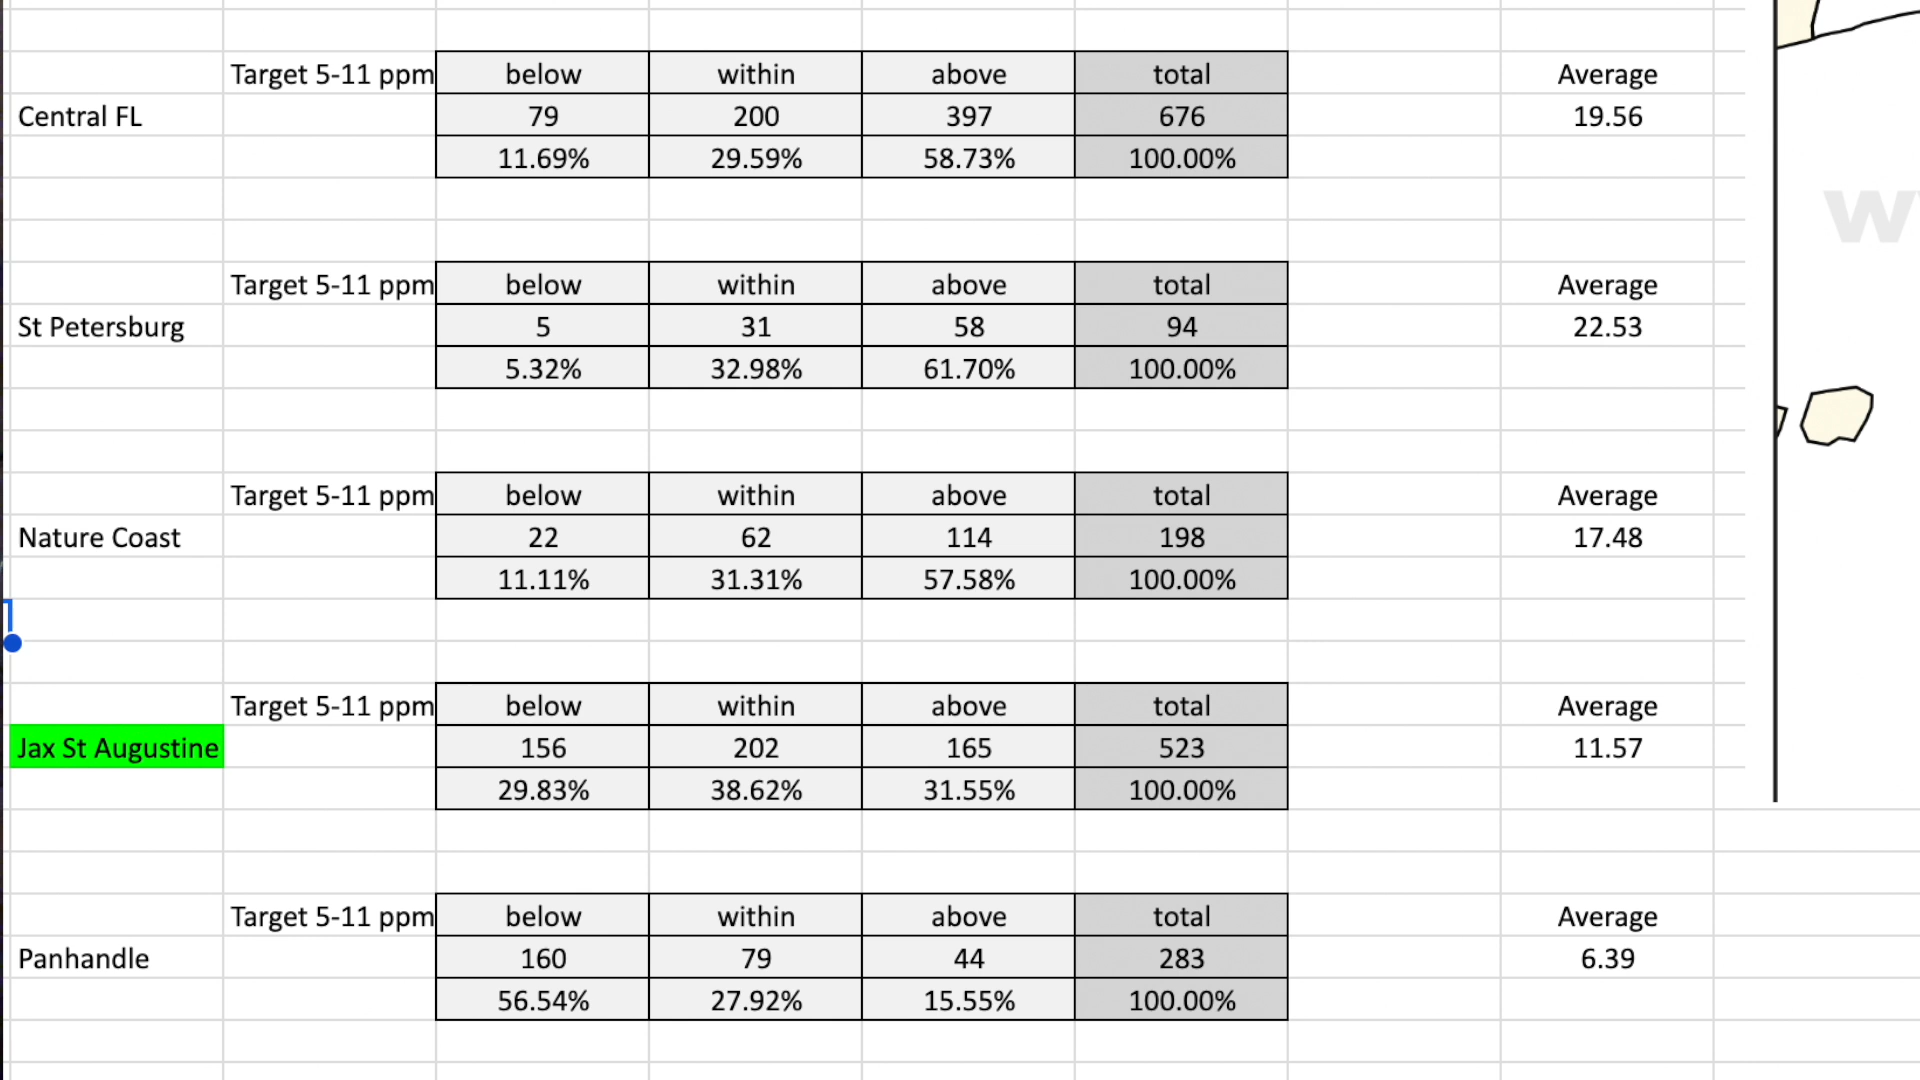 Target 5-11 ppm below within above total Average
Central FL 79 200 397 676 19.56
11.69% 29.59% 58.73% 100.00%
Target 5-11 ppm below within above total Average
St Petersburg 5 31 58 94 22.53
5.32% 32.98% 61.70% 100.00%
Target 5-11 ppm below within above total Average
Nature Coast 22 62 114 198 17.48
11.11% 31.31% 57.58% 100.00%
Target 5-11 ppm below within above total Average
Jax St Augustine 156 202 165 523 11.57
29.83% 38.62% 31.55% 100.00%
Target 5-11 ppm below within above total Average
Panhandle 160 79 44 283 6.39
56.54% 27.92% 15.55% 100.00%